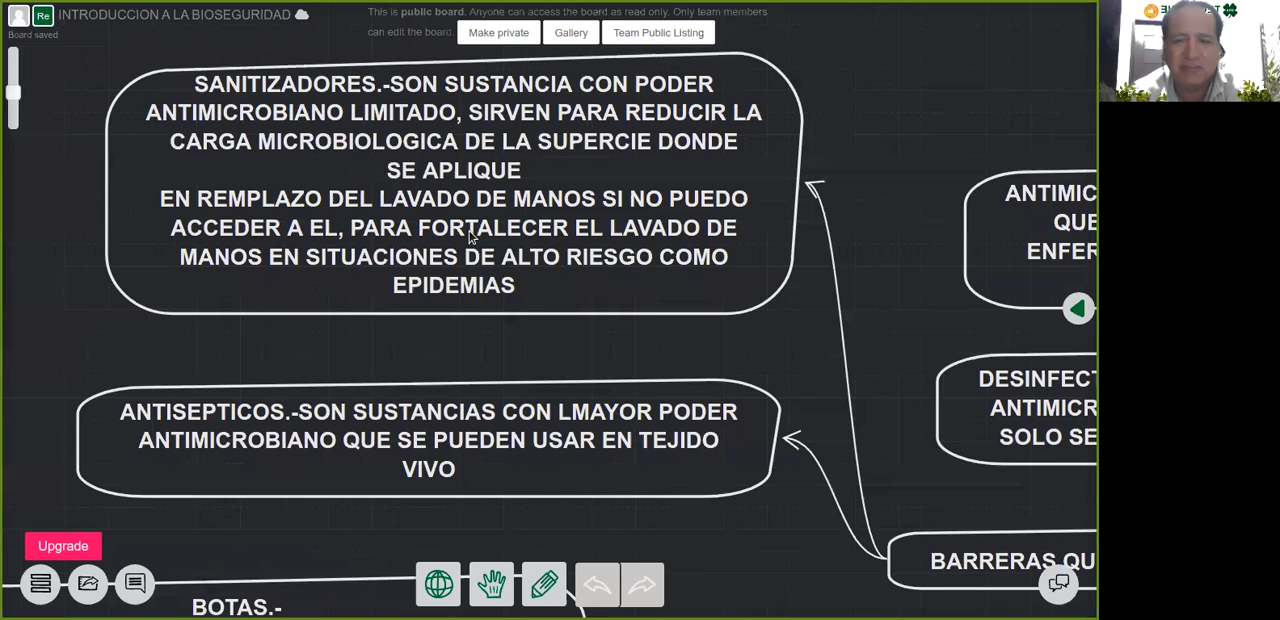 Re INTRODUCCION A LA BIOSEGURIDAD
Board saved
This is public board. Anyone can access the board as read only. Only team members
can edit the board. Make private Gallery Team Public Listing
SANITIZADORES.-SON SUSTANCIA CON PODER
ANTIMICROBIANO LIMITADO, SIRVEN PARA REDUCIR LA
CARGA MICROBIOLOGICA DE LA SUPERCIE DONDE
SE APLIQUE
EN REMPLAZO DEL LAVADO DE MANOS SI NO PUEDO
ACCEDER A EL, PARA FORTALECER EL LAVADO DE
MANOS EN SITUACIONES DE ALTO RIESGO COMO
EPIDEMIAS
ANTIMIC
QUE
ENFER
ANTISEPTICOS.-SON SUSTANCIAS CON LMAYOR PODER
ANTIMICROBIANO QUE SE PUEDEN USAR EN TEJIDO
VIVO
DESINFECT
ANTIMICR
SOLO SE
BARRERAS QU
Upgrade
BOTAS.-